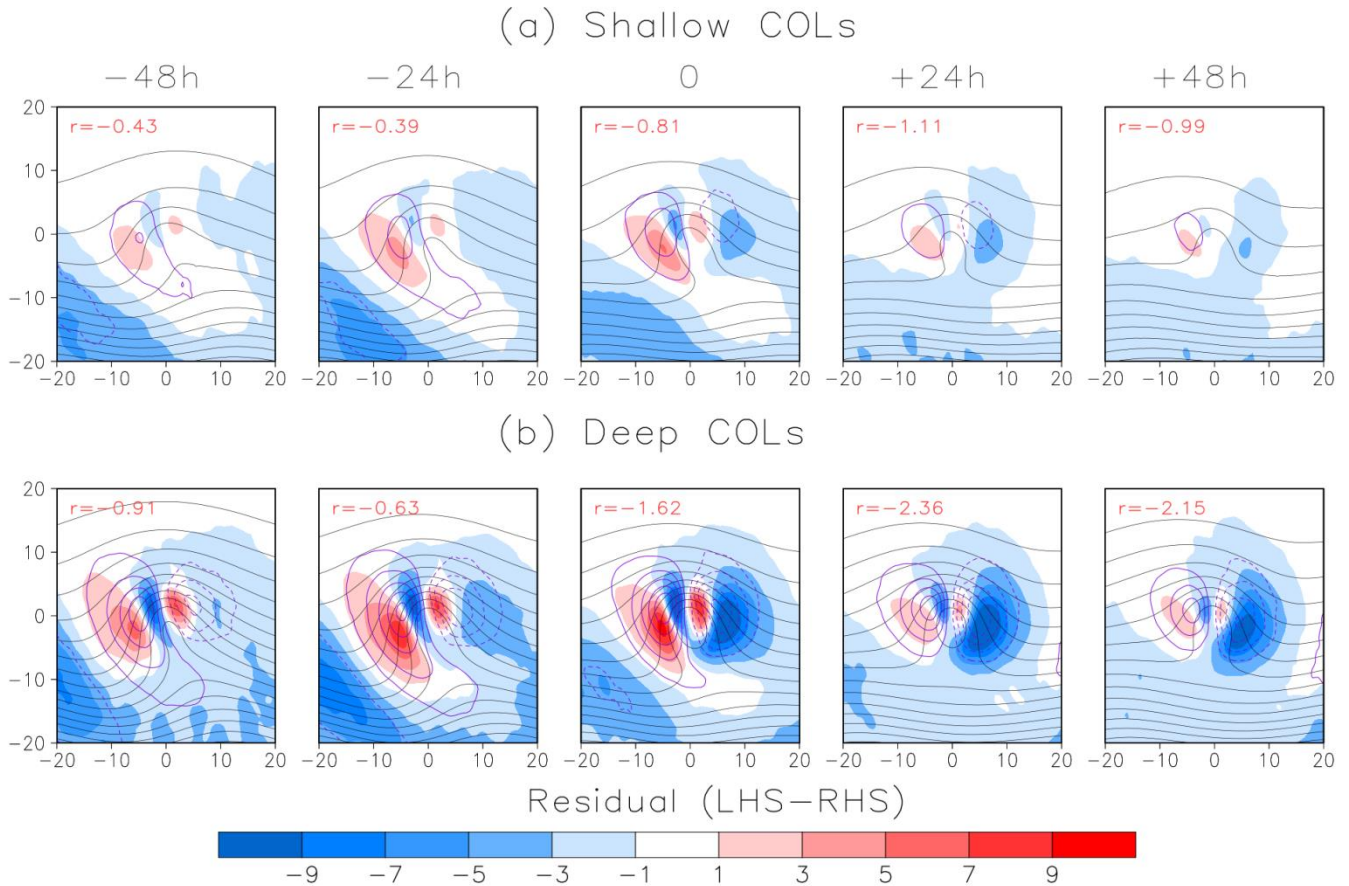 (a) Shallow COLs
−48h −24h 0 +24h +48h
20 r=−0.43 r=−0.39 r=−0.81 r=−1.11 r=−0.99
10
0
−10
−20
−20 −10 0 10 20 −20 −10 0 10 20 −20 −10 0 10 20 −20 −10 0 10 20 −20 −10 0 10 20
(b) Deep COLs
20 r=−0.91 r=−0.63 r=−1.62 r=−2.36 r=−2.15
10
0
−10
−20
−20 −10 0 10 20 −20 −10 0 10 20 −20 −10 0 10 20 −20 −10 0 10 20 −20 −10 0 10 20
Residual (LHS−RHS)
−9 −7 −5 −3 −1 1 3 5 7 9